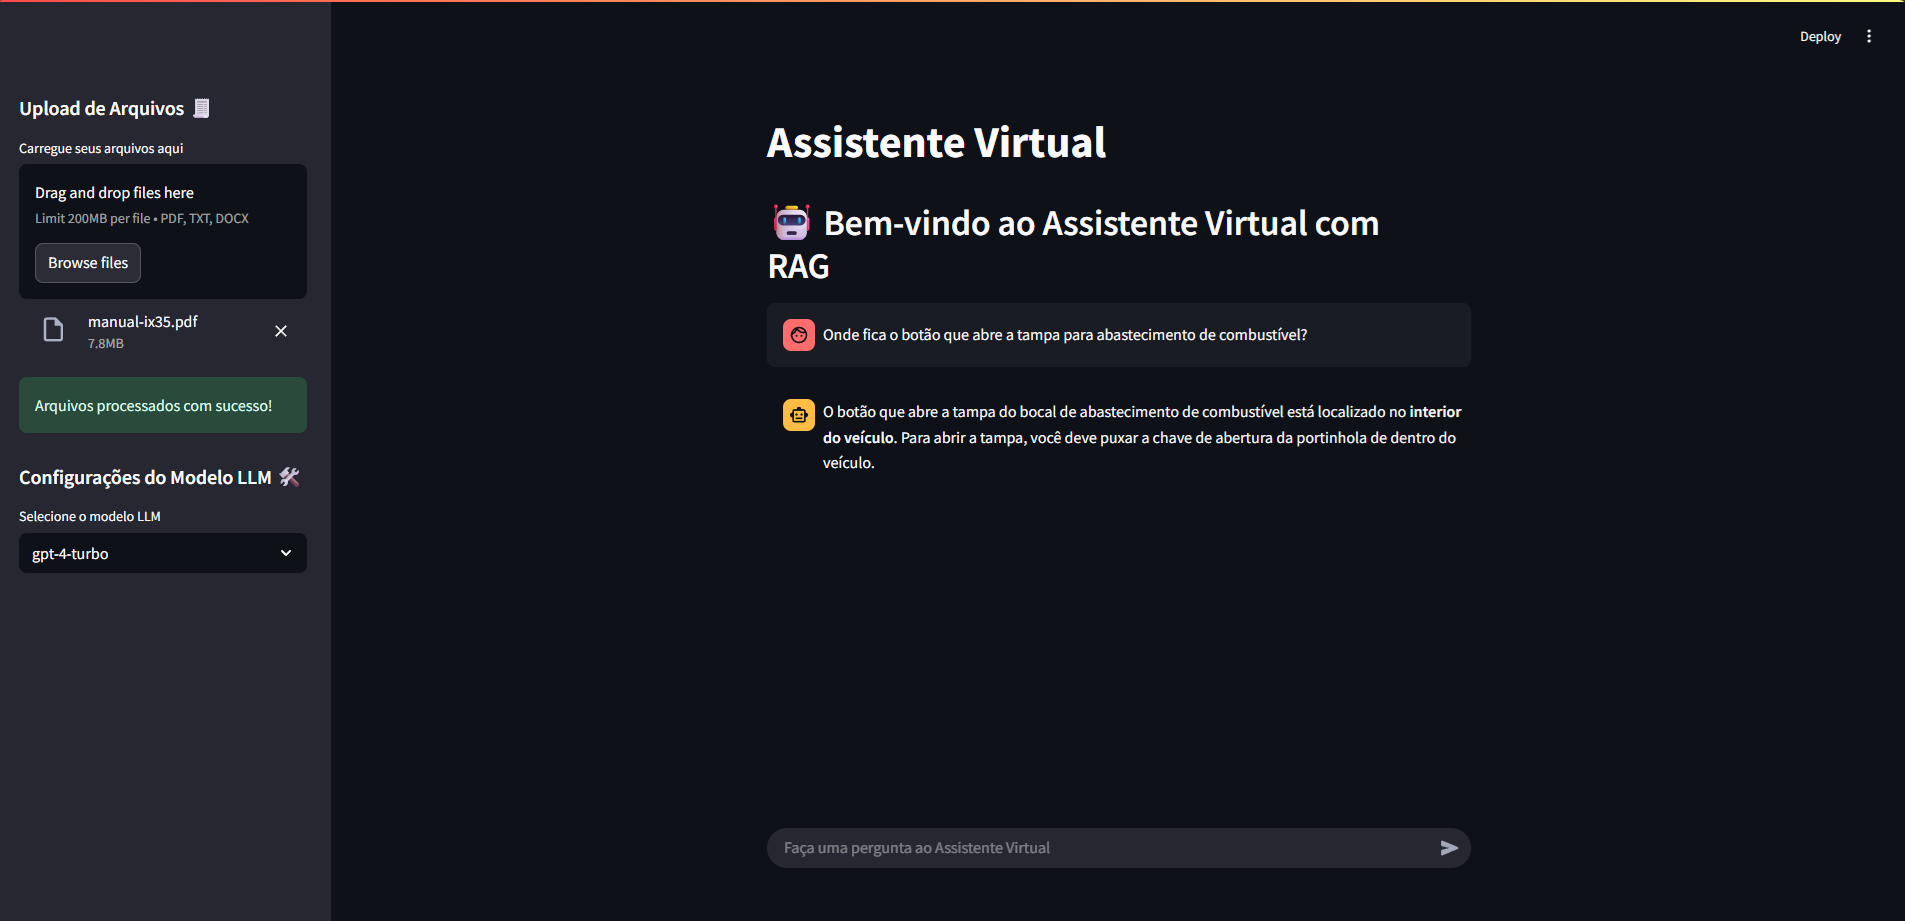 Deploy
Upload de Arquivos
Carregue seus arquivos aqui
Drag and drop files here
Limit 200MB per file • PDF, TXT, DOCX
Browse files
manual-ix35.pdf
7.8MB
Arquivos processados com sucesso!
Configurações do Modelo LLM
Selecione o modelo LLM
gpt-4-turbo
Assistente Virtual
Bem-vindo ao Assistente Virtual com
RAG
Onde fica o botão que abre a tampa para abastecimento de combustível?
O botão que abre a tampa do bocal de abastecimento de combustível está localizado no interior
do veículo. Para abrir a tampa, você deve puxar a chave de abertura da portinhola de dentro do
veículo.
Faça uma pergunta ao Assistente Virtual